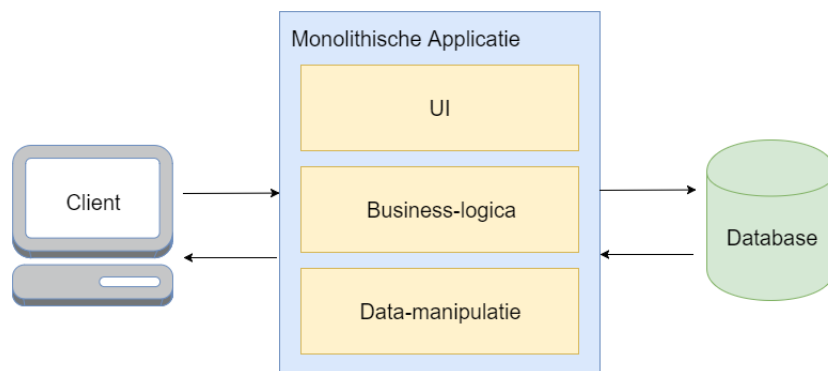 Monolithische Applicatie
UI
Client
Business-logica
Database
Data-manipulatie